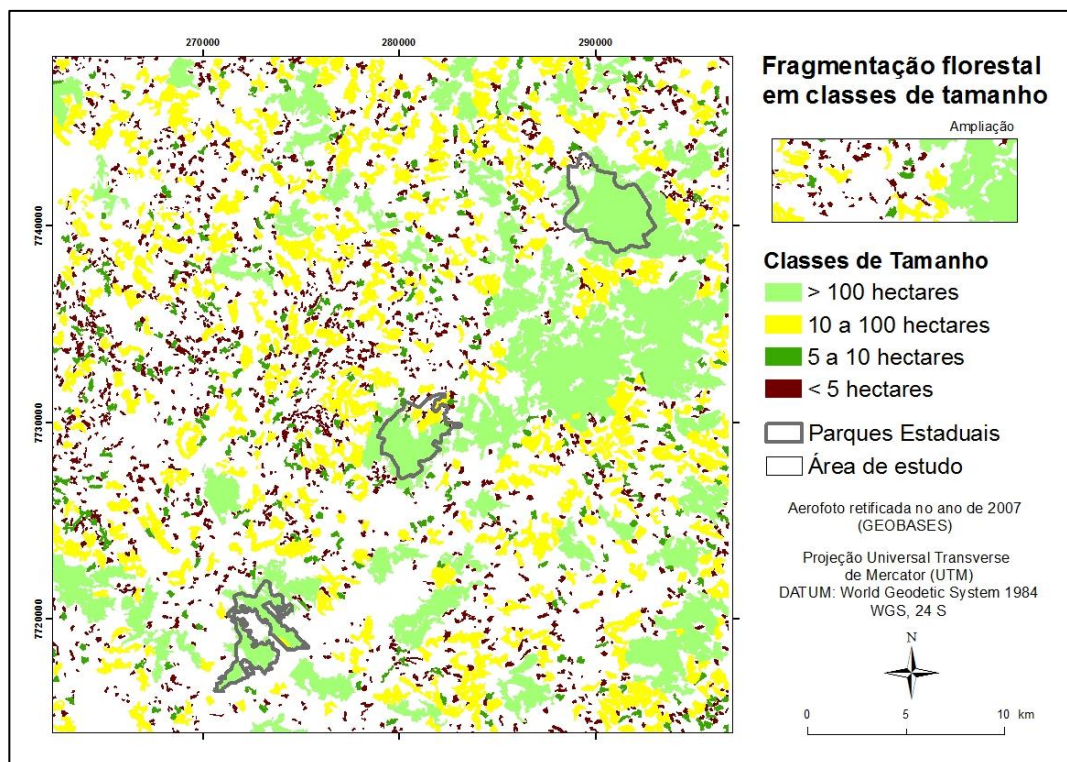 270000
280000
290000
7740000
7730000
7720000
Fragmentação florestal
em classes de tamanho
Ampliação
Classes de Tamanho
> 100 hectares
10 a 100 hectares
5 a 10 hectares
< 5 hectares
Parques Estaduais
Área de estudo
Aerofoto retificada no ano de 2007
(GEOBASES)
Projeção Universal Transverse
de Mercator (UTM)
DATUM: World Geodetic System 1984
WGS, 24 S
N
0 5 10 km